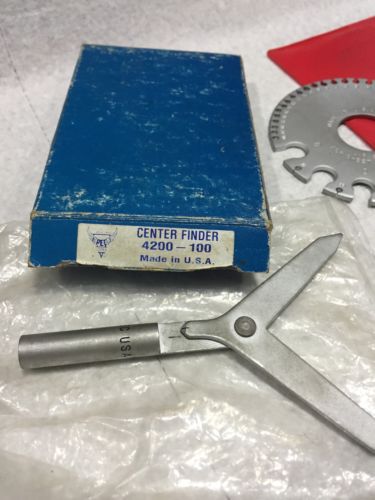 PEC
CENTER FINDER
4200-100
Made in U.S.A.
C USA